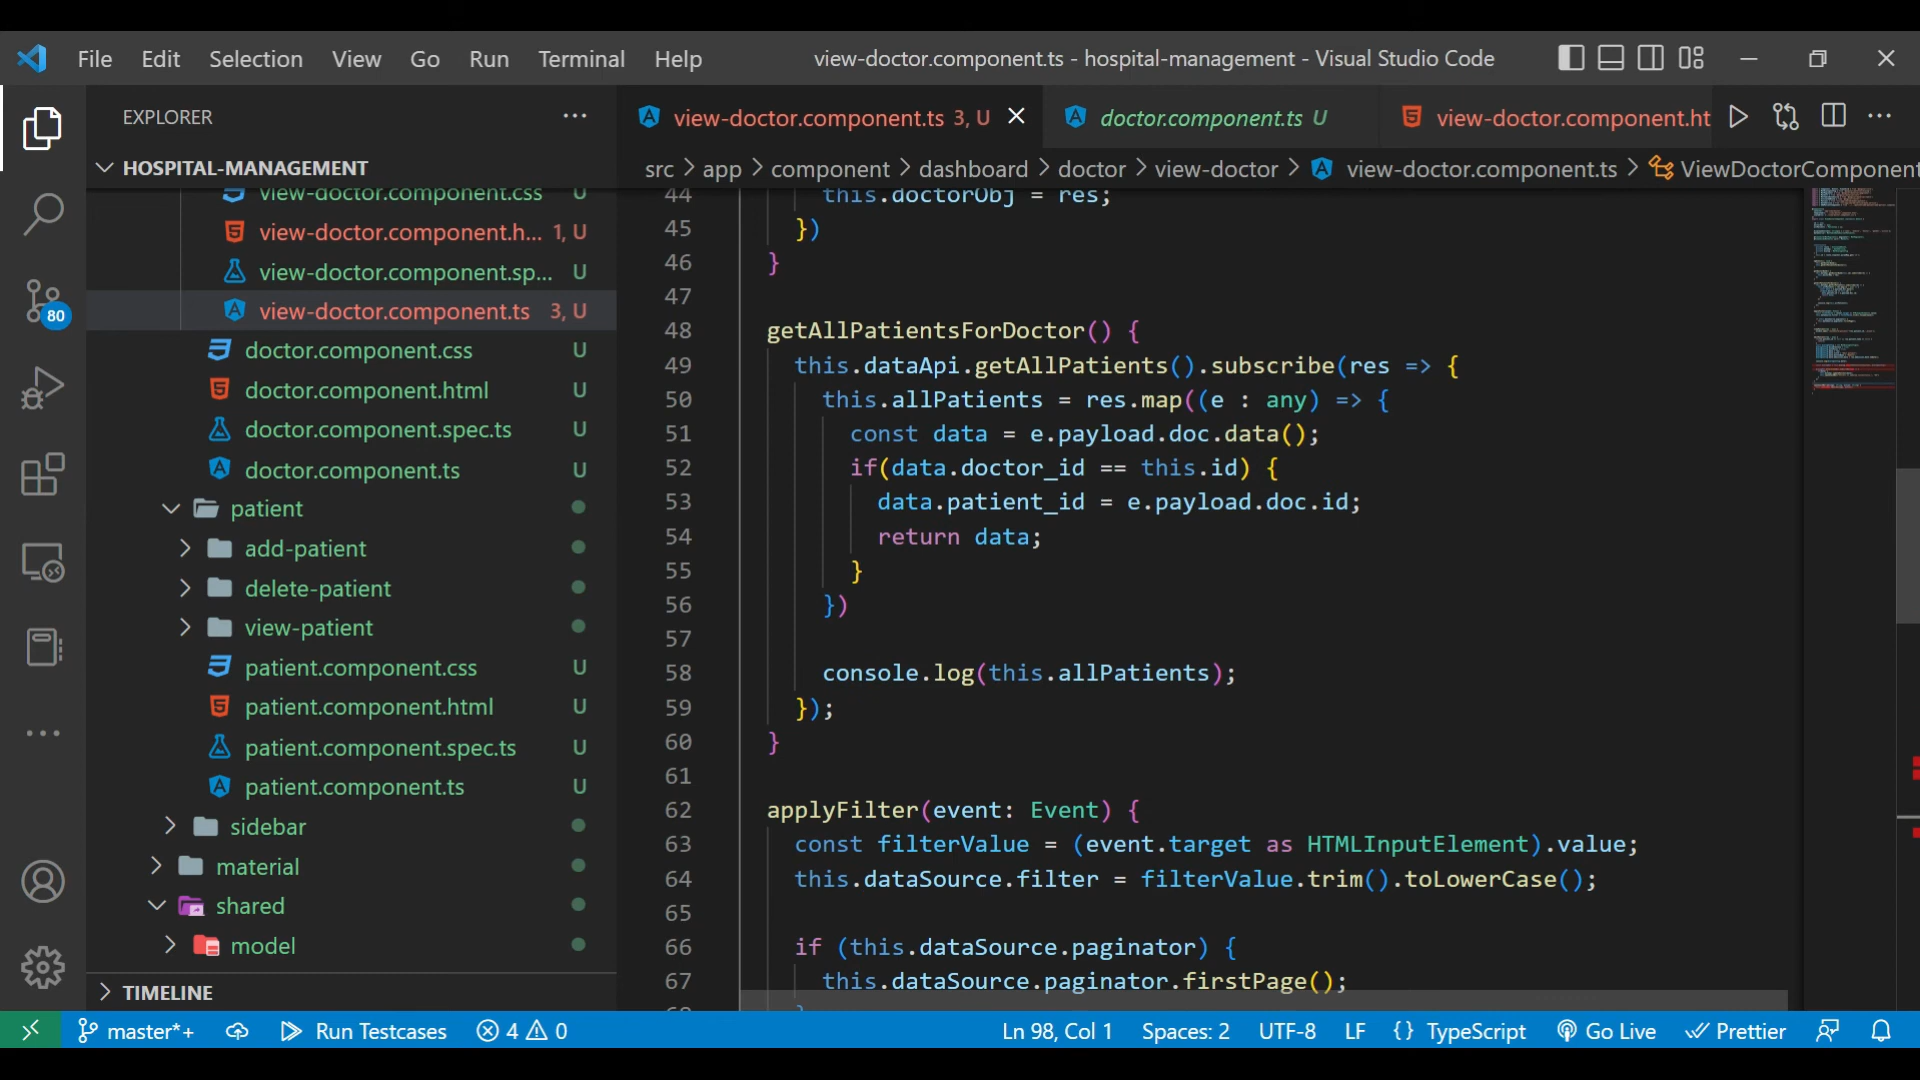 File Edit Selection View Go Run Terminal Help view-doctor.component.ts - hospital-management - Visual Studio Code
EXPLORER ···
view-doctor.component.ts 3, U
doctor.component.ts U
view-doctor.component.ht
HOSPITAL-MANAGEMENT
src > app > component > dashboard > doctor > view-doctor > view-doctor.component.ts > ViewDoctorComponent
view-doctor.component.css U
view-doctor.component.h... 1, U
view-doctor.component.sp... U
view-doctor.component.ts 3, U
doctor.component.css U
doctor.component.html U
doctor.component.spec.ts U
doctor.component.ts U
patient
add-patient
delete-patient
view-patient
patient.component.css U
patient.component.html U
patient.component.spec.ts U
patient.component.ts U
sidebar
material
shared
model
TIMELINE
80
44 this.doctorObj = res;
45 })
46 }
47
48 getAllPatientsForDoctor() {
49 this.dataApi.getAllPatients().subscribe(res => {
50 this.allPatients = res.map((e : any) => {
51 const data = e.payload.doc.data();
52 if(data.doctor_id == this.id) {
53 data.patient_id = e.payload.doc.id;
54 return data;
55 }
56 })
57
58 console.log(this.allPatients);
59 });
60 }
61
62 applyFilter(event: Event) {
63 const filterValue = (event.target as HTMLInputElement).value;
64 this.dataSource.filter = filterValue.trim().toLowerCase();
65
66 if (this.dataSource.paginator) {
67 this.dataSource.paginator.firstPage();
master*+ Run Testcases 4 0 Ln 98, Col 1 Spaces: 2 UTF-8 LF {} TypeScript Go Live Prettier